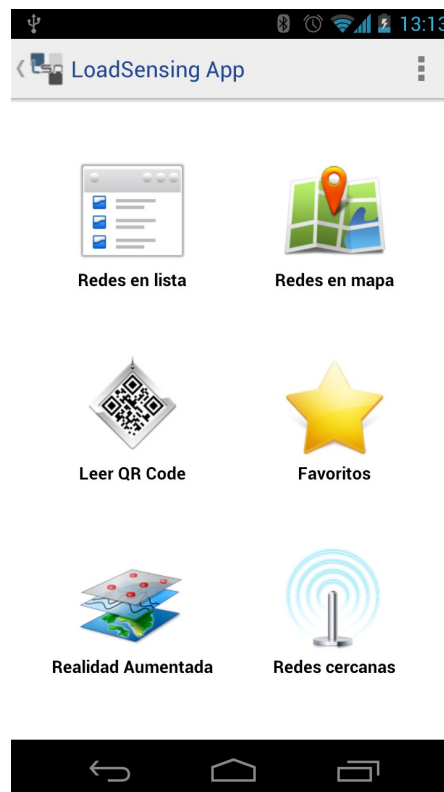 13:13
LoadSensing App
Redes en lista
Redes en mapa
Leer QR Code
Favoritos
Realidad Aumentada
Redes cercanas